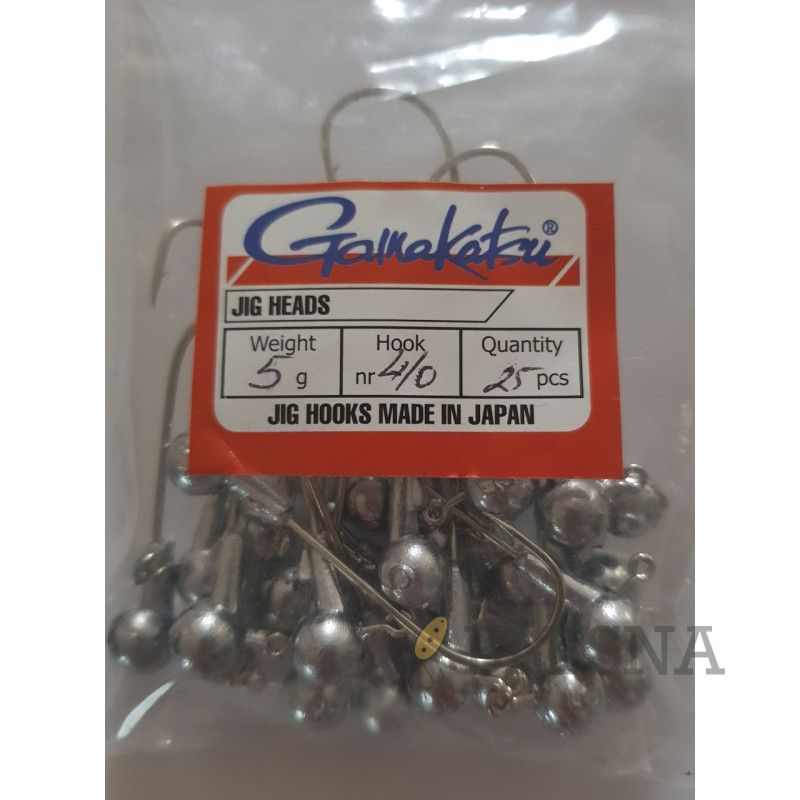 Gamakatsu®
JIG HEADS
Weight Hook Quantity
5 g nr 4/0 25 pcs
JIG HOOKS MADE IN JAPAN